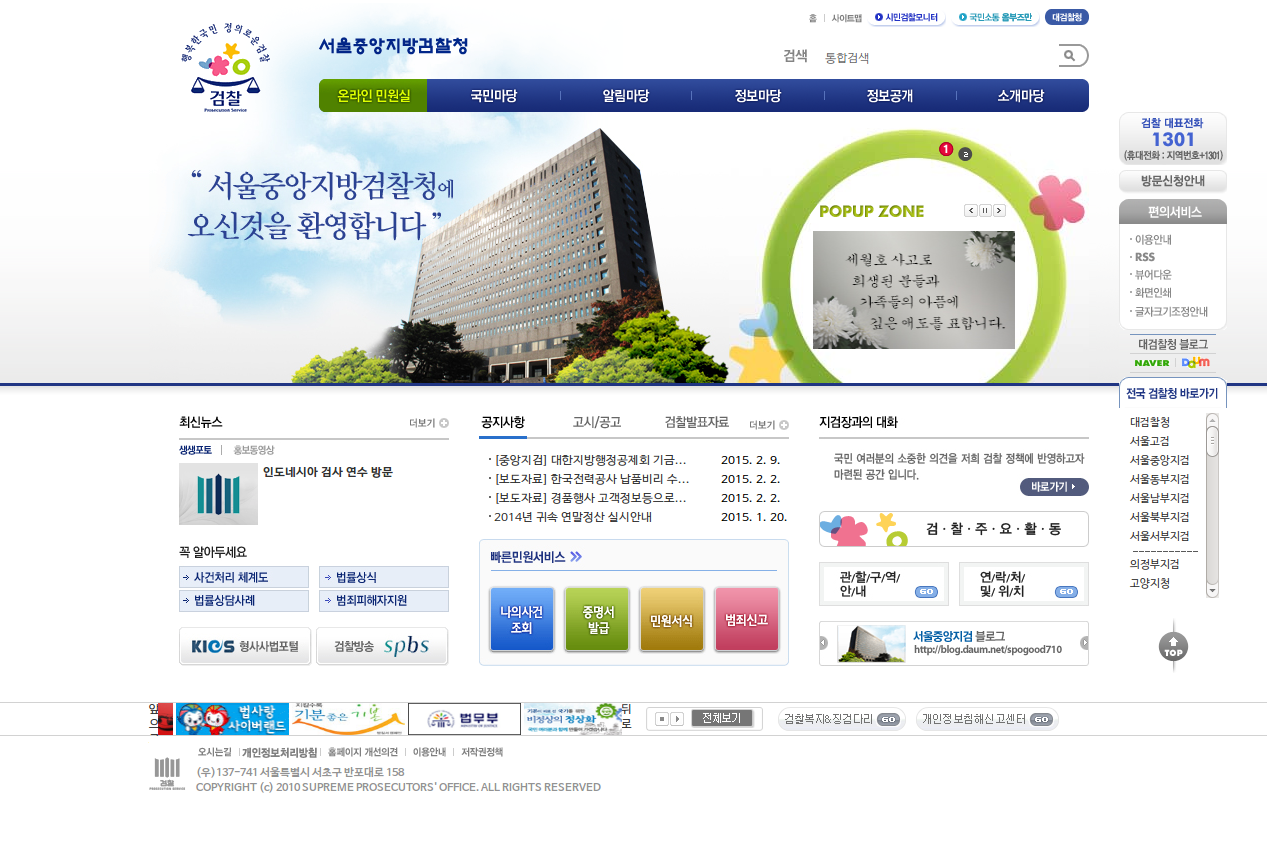 행복한국민 정의로운검찰
검찰
Prosecution Service
서울중앙지방검찰청
홈 사이트맵 시민검찰모니터 국민소통 옴부즈만 대검찰청
검색 통합검색
온라인 민원실 국민마당 알림마당 정보마당 정보공개 소개마당
“ 서울중앙지방검찰청에
오신것을 환영합니다 ”
1 2
POPUP ZONE
세월호 사고로
희생된 분들과
가족들의 아픔에
깊은 애도를 표합니다.
검찰 대표전화
1301
(휴대전화 : 지역번호+1301)
방문신청안내
편의서비스
· 이용안내
· RSS
· 뷰어다운
· 화면인쇄
· 글자크기조정안내
대검찰청 블로그
NAVER Daum
전국 검찰청 바로가기
대검찰청
서울고검
서울중앙지검
서울동부지검
서울남부지검
서울북부지검
서울서부지검
------------
의정부지검
고양지청
TOP
최신뉴스 더보기
생생포토 홍보동영상
인도네시아 검사 연수 방문
꼭 알아두세요
사건처리 체계도 법률상식
법률상담사례 범죄피해자지원
KICS 형사사법포털 검찰방송 spbs
공지사항 고시/공고 검찰발표자료 더보기
· [중앙지검] 대한지방행정공제회 기금... 2015. 2. 9.
· [보도자료] 한국전력공사 납품비리 수... 2015. 2. 2.
· [보도자료] 경품행사 고객정보등으로... 2015. 2. 2.
· 2014년 귀속 연말정산 실시안내 2015. 1. 20.
빠른민원서비스
나의사건
조회
증명서
발급
민원서식
범죄신고
지검장과의 대화
국민 여러분의 소중한 의견을 저희 검찰 정책에 반영하고자
마련된 공간 입니다.
바로가기
검·찰·주·요·활·동
관/할/구/역/
안/내
GO
연/락/처/
및/ 위/치
GO
서울중앙지검 블로그
http://blog.daum.net/spogood710
앞으
법사랑
사이버랜드
기분좋은
법무부
MINISTRY OF JUSTICE
비정상의 정상화
뒤로
전체보기
검찰복지&징검다리 GO
개인정보침해신고센터 GO
오시는길 개인정보처리방침 홈페이지 개선의견 이용안내 저작권정책
검찰
PROSECUTION SERVICE
(우)137-741 서울특별시 서초구 반포대로 158
COPYRIGHT (c) 2010 SUPREME PROSECUTORS' OFFICE. ALL RIGHTS RESERVED